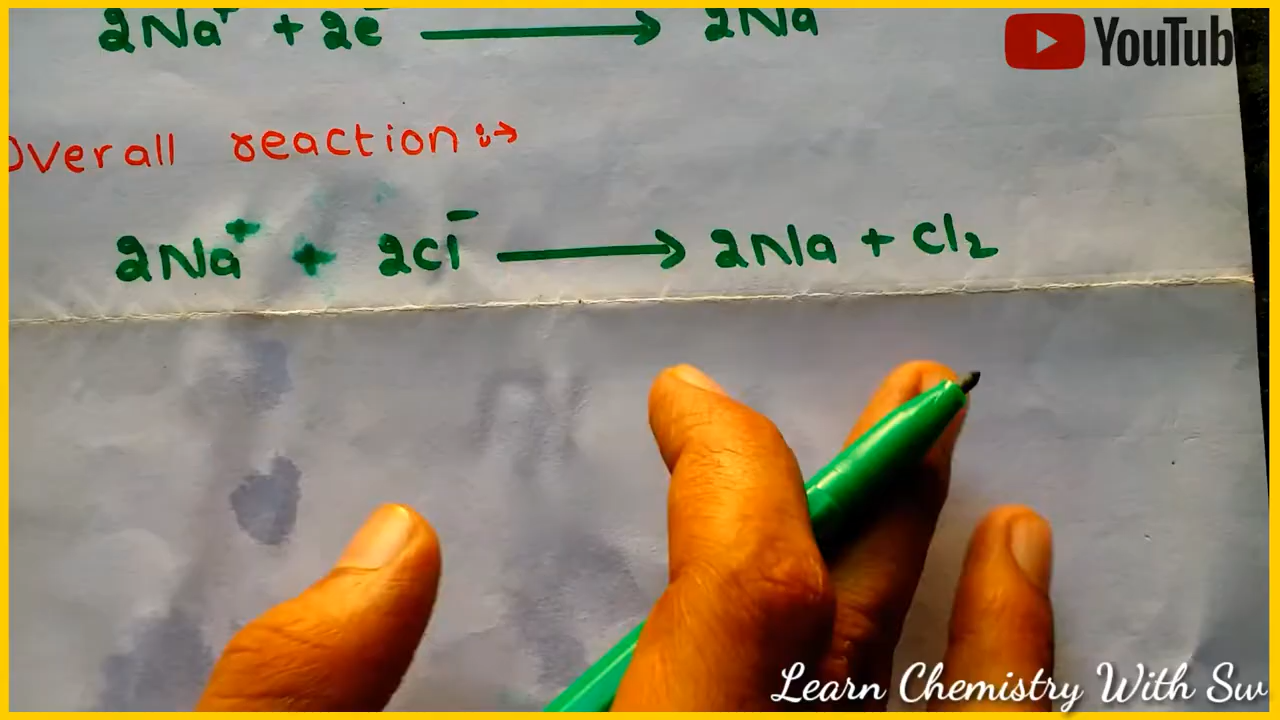 2Na⁺ + 2e⁻ ⟶ 2Na
YouTube
Overall reaction :→
2Na⁺ + 2Cl⁻ ⟶ 2Na + Cl₂
Learn Chemistry With Sw